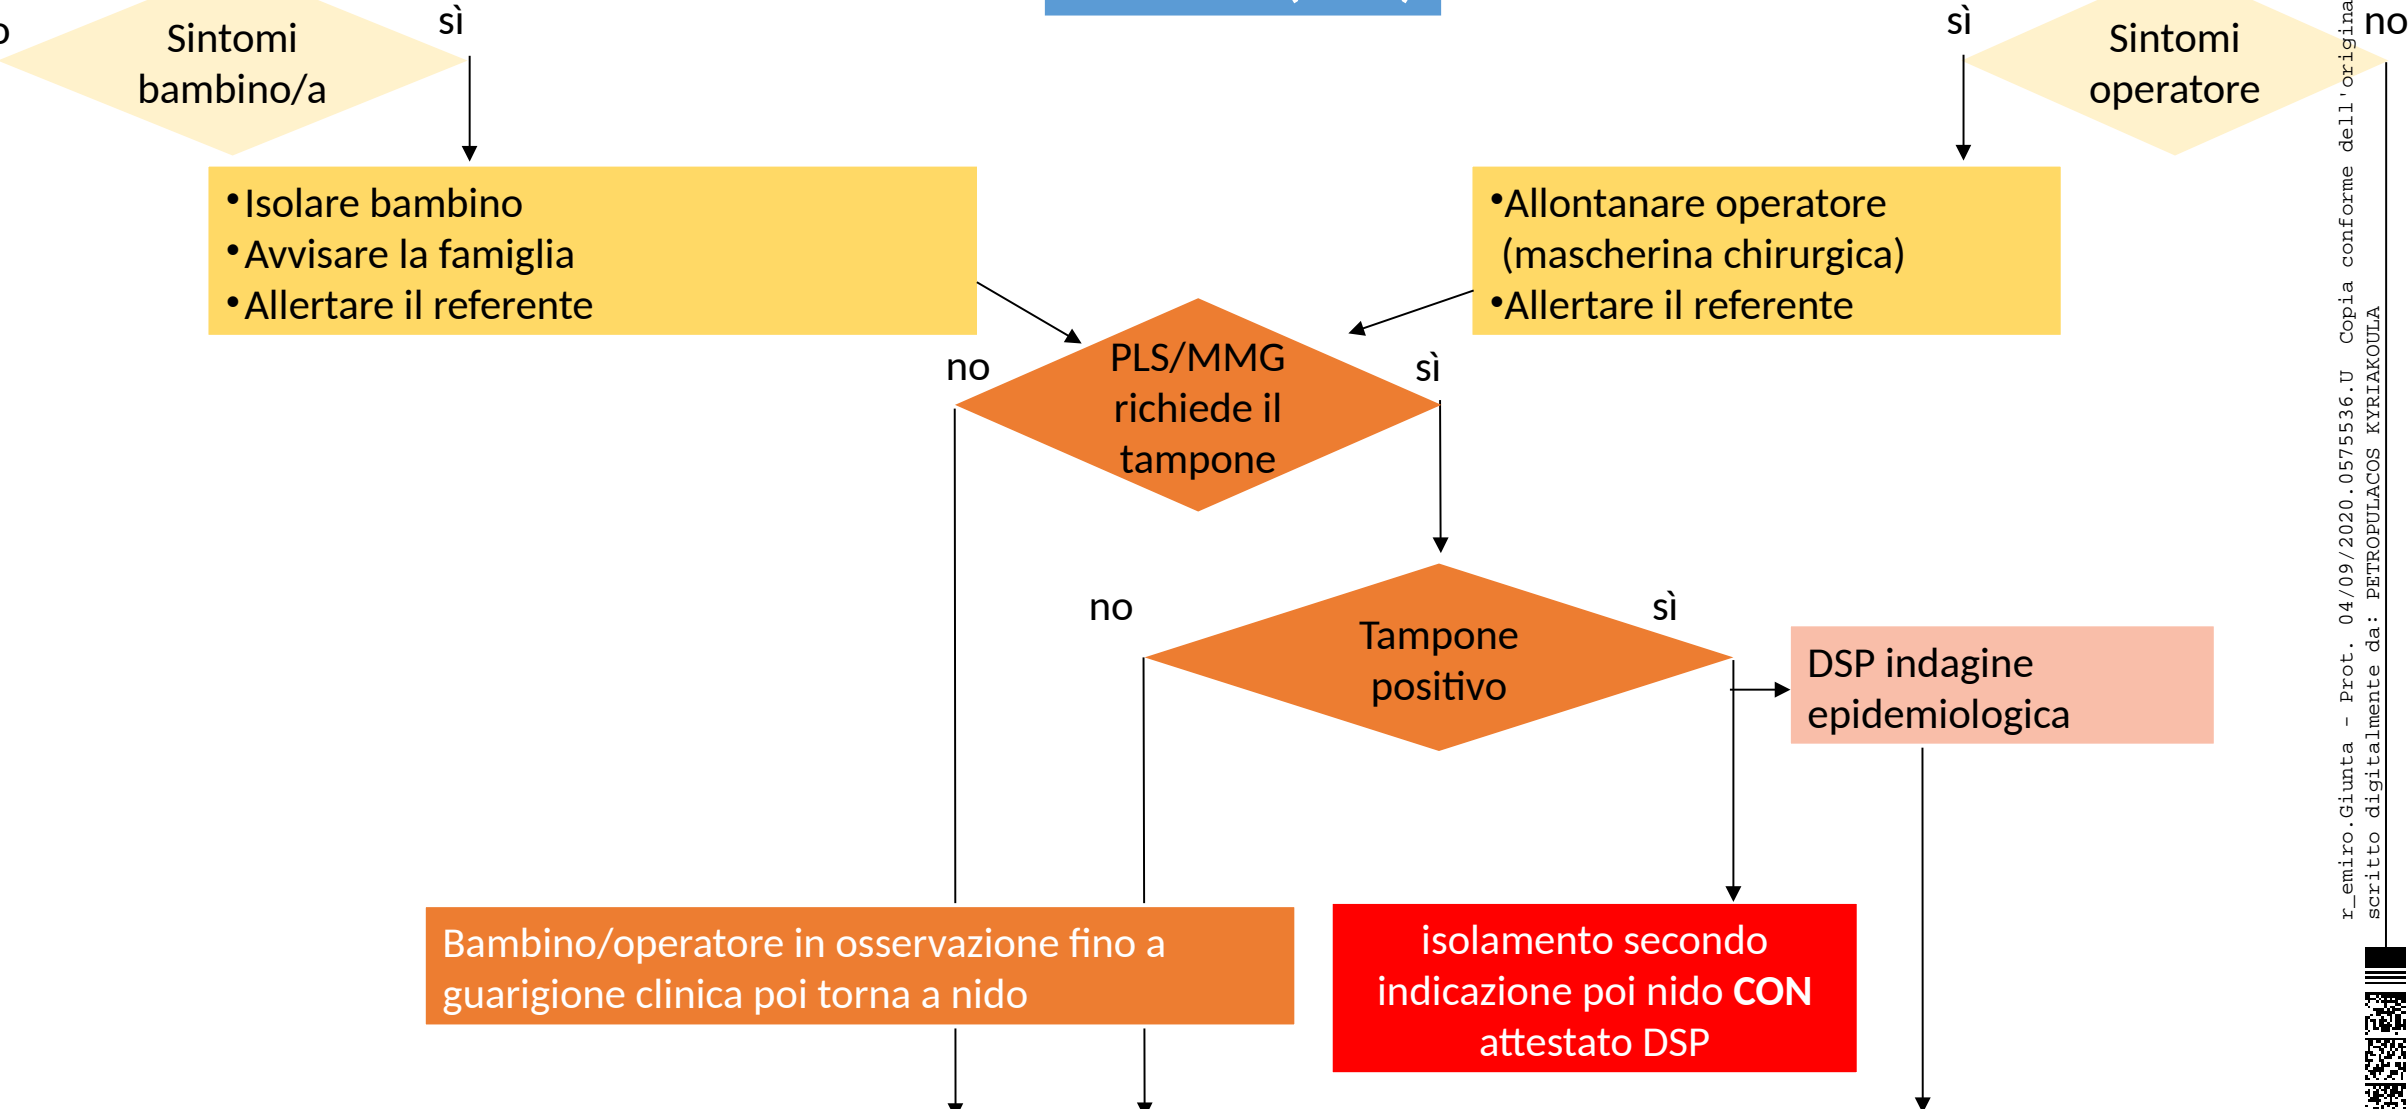 sì
sì
no
Sintomi
bambino/a
Sintomi
operatore
•Isolare bambino
•Avvisare la famiglia
•Allertare il referente
•Allontanare operatore
(mascherina chirurgica)
•Allertare il referente
no
PLS/MMG
richiede il
tampone
sì
no
Tampone
positivo
sì
DSP indagine
epidemiologica
Bambino/operatore in osservazione fino a
guarigione clinica poi torna a nido
isolamento secondo
indicazione poi nido CON
attestato DSP
r_emiro.Giunta - Prot. 04/09/2020.0575536.U Copia conforme dell'origina
scritto digitalmente da: PETROPULACOS KYRIAKOULA